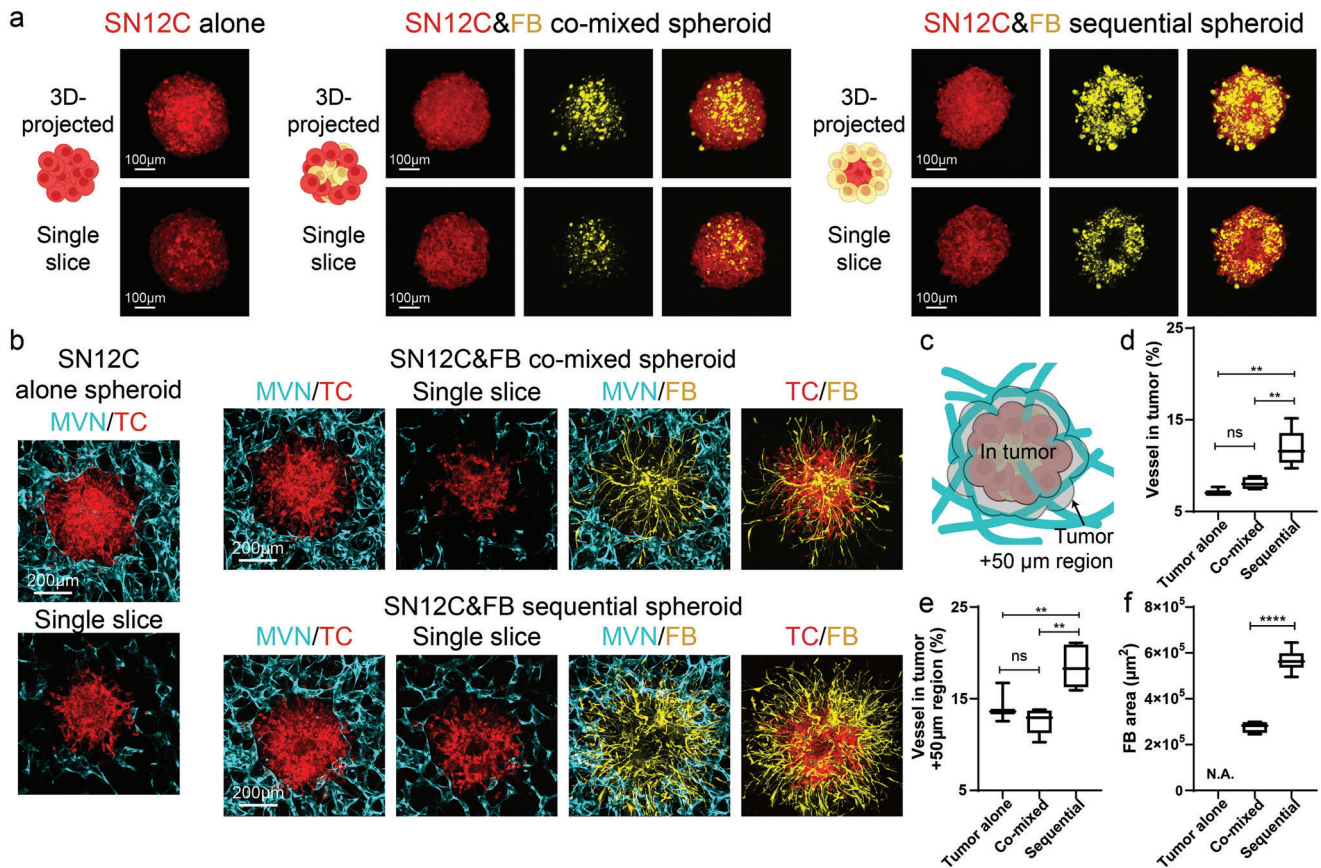 a
SN12C alone
SN12C&FB co-mixed spheroid
SN12C&FB sequential spheroid
3D-
projected
100µm
3D-
projected
100µm
3D-
projected
100µm
Single
slice
100µm
Single
slice
100µm
Single
slice
100µm
b
SN12C
alone spheroid
MVN/TC
200µm
Single slice
SN12C&FB co-mixed spheroid
MVN/TC
Single slice
MVN/FB
TC/FB
200µm
SN12C&FB sequential spheroid
MVN/TC
Single slice
MVN/FB
TC/FB
200µm
c
In tumor
Tumor
+50 µm region
d
Vessel in tumor (%)
25
15
5
**
**
ns
Tumor alone
Co-mixed
Sequential
e
Vessel in tumor
+50µm region (%)
25
15
5
**
**
ns
Tumor alone
Co-mixed
Sequential
f
FB area (µm²)
8×10⁵
6×10⁵
4×10⁵
2×10⁵
0
****
N.A.
Tumor alone
Co-mixed
Sequential